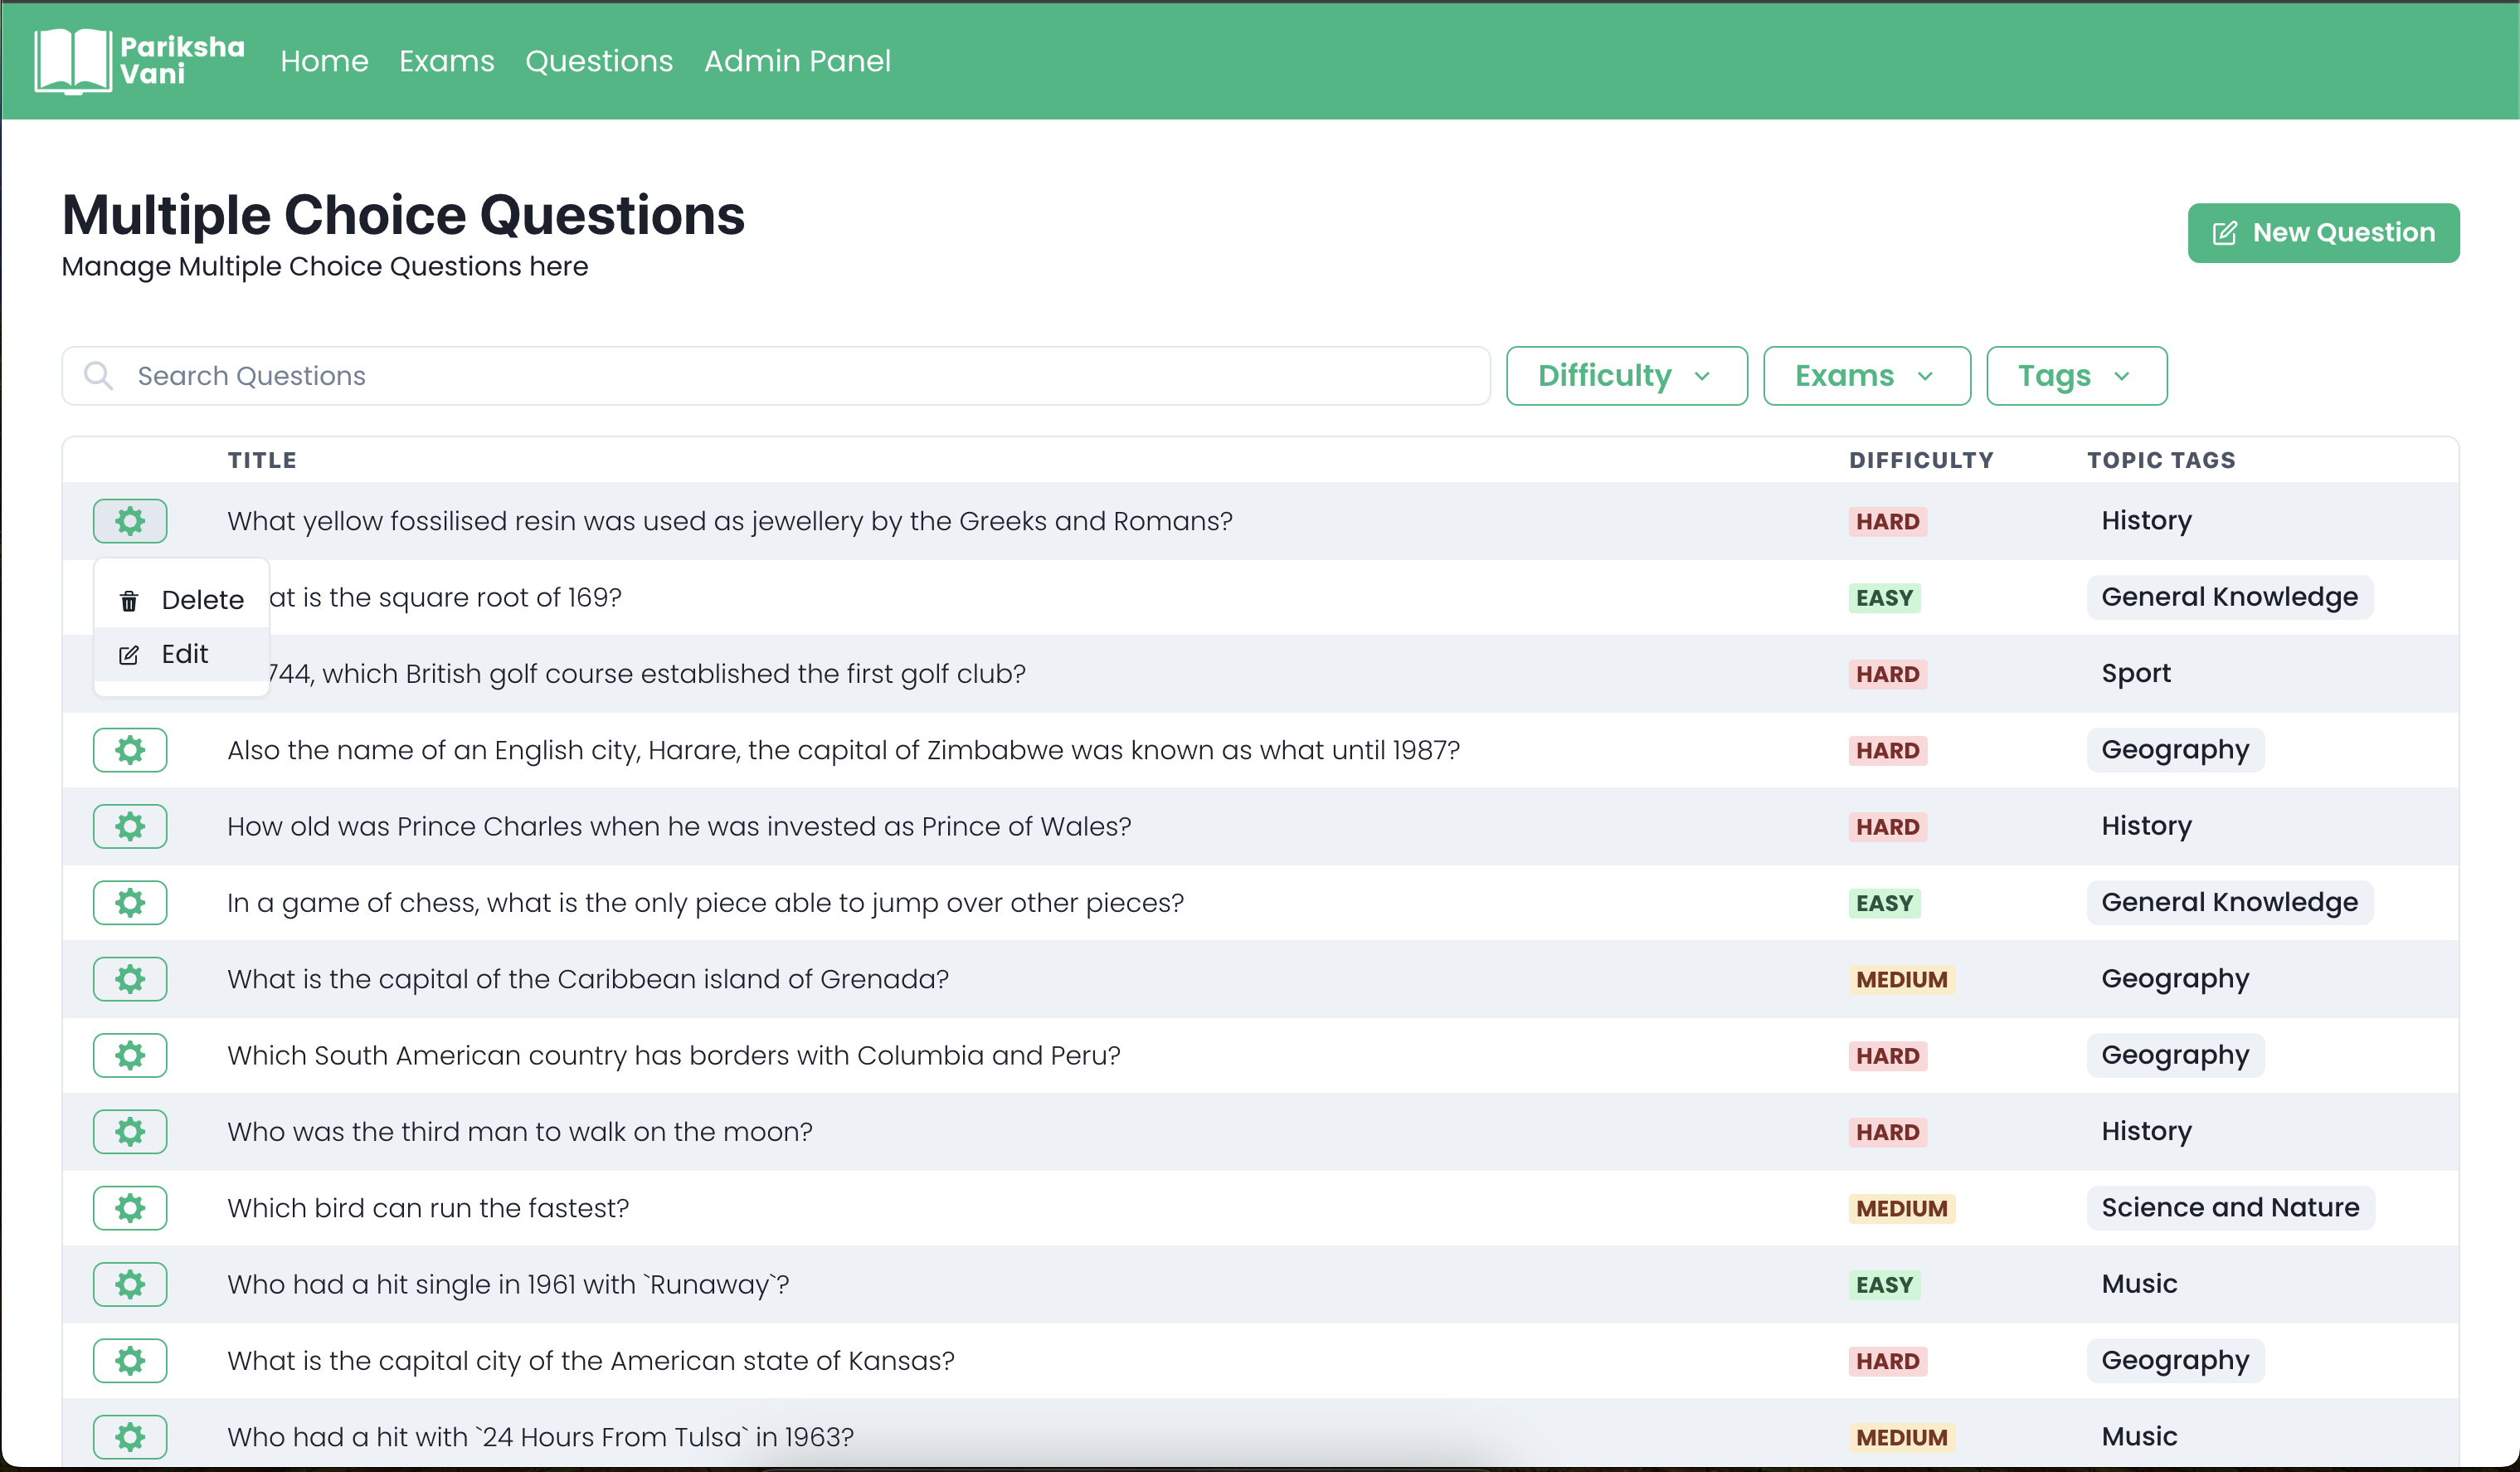 Pariksha
Vani
Home Exams Questions Admin Panel
Multiple Choice Questions
Manage Multiple Choice Questions here
New Question
Search Questions
Difficulty Exams Tags
TITLE DIFFICULTY TOPIC TAGS
What yellow fossilised resin was used as jewellery by the Greeks and Romans? HARD History
Delete
at is the square root of 169? EASY General Knowledge
Edit
744, which British golf course established the first golf club? HARD Sport
Also the name of an English city, Harare, the capital of Zimbabwe was known as what until 1987? HARD Geography
How old was Prince Charles when he was invested as Prince of Wales? HARD History
In a game of chess, what is the only piece able to jump over other pieces? EASY General Knowledge
What is the capital of the Caribbean island of Grenada? MEDIUM Geography
Which South American country has borders with Columbia and Peru? HARD Geography
Who was the third man to walk on the moon? HARD History
Which bird can run the fastest? MEDIUM Science and Nature
Who had a hit single in 1961 with `Runaway`? EASY Music
What is the capital city of the American state of Kansas? HARD Geography
Who had a hit with `24 Hours From Tulsa` in 1963? MEDIUM Music